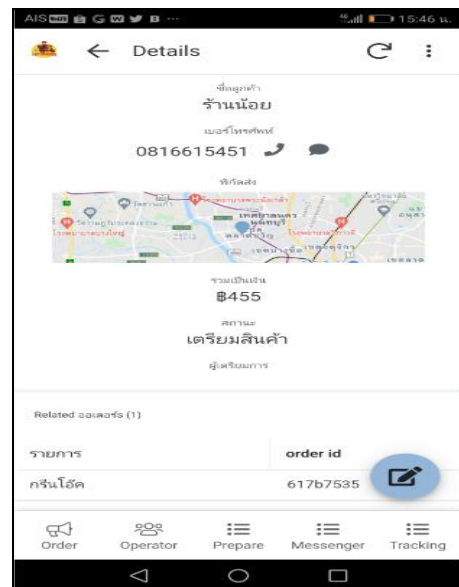 AIS
15:46 น.
Details
ชื่อลูกค้า
ร้านน้อย
เบอร์โทรศัพท์
0816615451
พิกัดส่ง
รวมเป็นเงิน
฿455
สถานะ
เตรียมสินค้า
ผู้เตรียมการ
Related ออเดอร์ร (1)
รายการ order id
กรีนโอ๊ค 617b7535
Order Operator Prepare Messenger Tracking